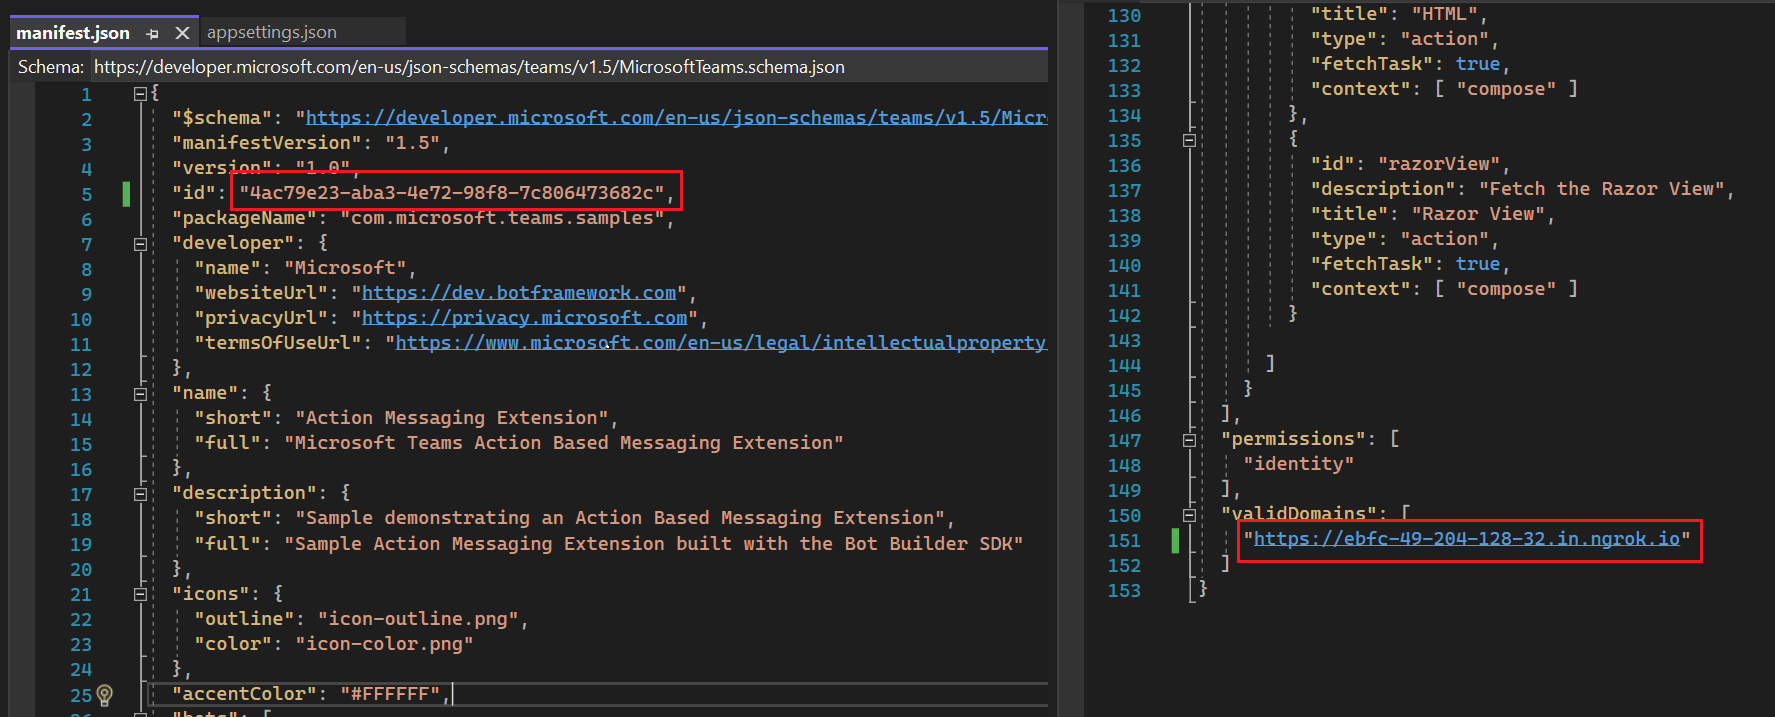 manifest.json
appsettings.json
Schema: https://developer.microsoft.com/en-us/json-schemas/teams/v1.5/MicrosoftTeams.schema.json
1 {
2 "$schema": "https://developer.microsoft.com/en-us/json-schemas/teams/v1.5/Micr
3 "manifestVersion": "1.5",
4 "version": "1.0",
5 "id": "4ac79e23-aba3-4e72-98f8-7c806473682c",
6 "packageName": "com.microsoft.teams.samples",
7 "developer": {
8 "name": "Microsoft",
9 "websiteUrl": "https://dev.botframework.com",
10 "privacyUrl": "https://privacy.microsoft.com",
11 "termsOfUseUrl": "https://www.microsoft.com/en-us/legal/intellectualproperty
12 },
13 "name": {
14 "short": "Action Messaging Extension",
15 "full": "Microsoft Teams Action Based Messaging Extension"
16 },
17 "description": {
18 "short": "Sample demonstrating an Action Based Messaging Extension",
19 "full": "Sample Action Messaging Extension built with the Bot Builder SDK"
20 },
21 "icons": {
22 "outline": "icon-outline.png",
23 "color": "icon-color.png"
24 },
25 "accentColor": "#FFFFFF",
26 "bots": [
130 "title": "HTML",
131 "type": "action",
132 "fetchTask": true,
133 "context": [ "compose" ]
134 },
135 {
136 "id": "razorView",
137 "description": "Fetch the Razor View",
138 "title": "Razor View",
139 "type": "action",
140 "fetchTask": true,
141 "context": [ "compose" ]
142 }
143
144 ]
145 }
146 ],
147 "permissions": [
148 "identity"
149 ],
150 "validDomains": [
151 "https://ebfc-49-204-128-32.in.ngrok.io"
152 ]
153 }